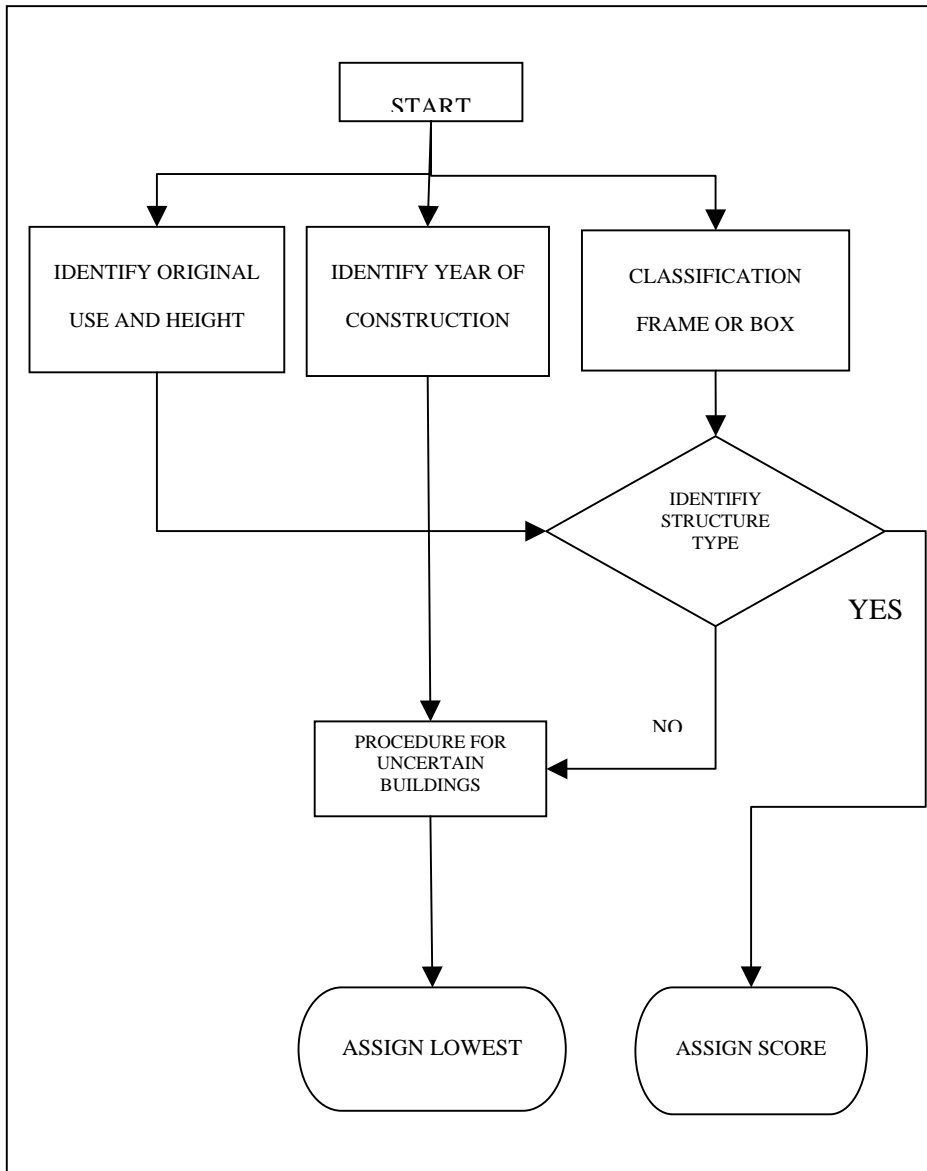 START
IDENTIFY ORIGINAL
USE AND HEIGHT
IDENTIFY YEAR OF
CONSTRUCTION
CLASSIFICATION
FRAME OR BOX
IDENTIFIY
STRUCTURE
TYPE
YES
NO
PROCEDURE FOR
UNCERTAIN
BUILDINGS
ASSIGN LOWEST
ASSIGN SCORE